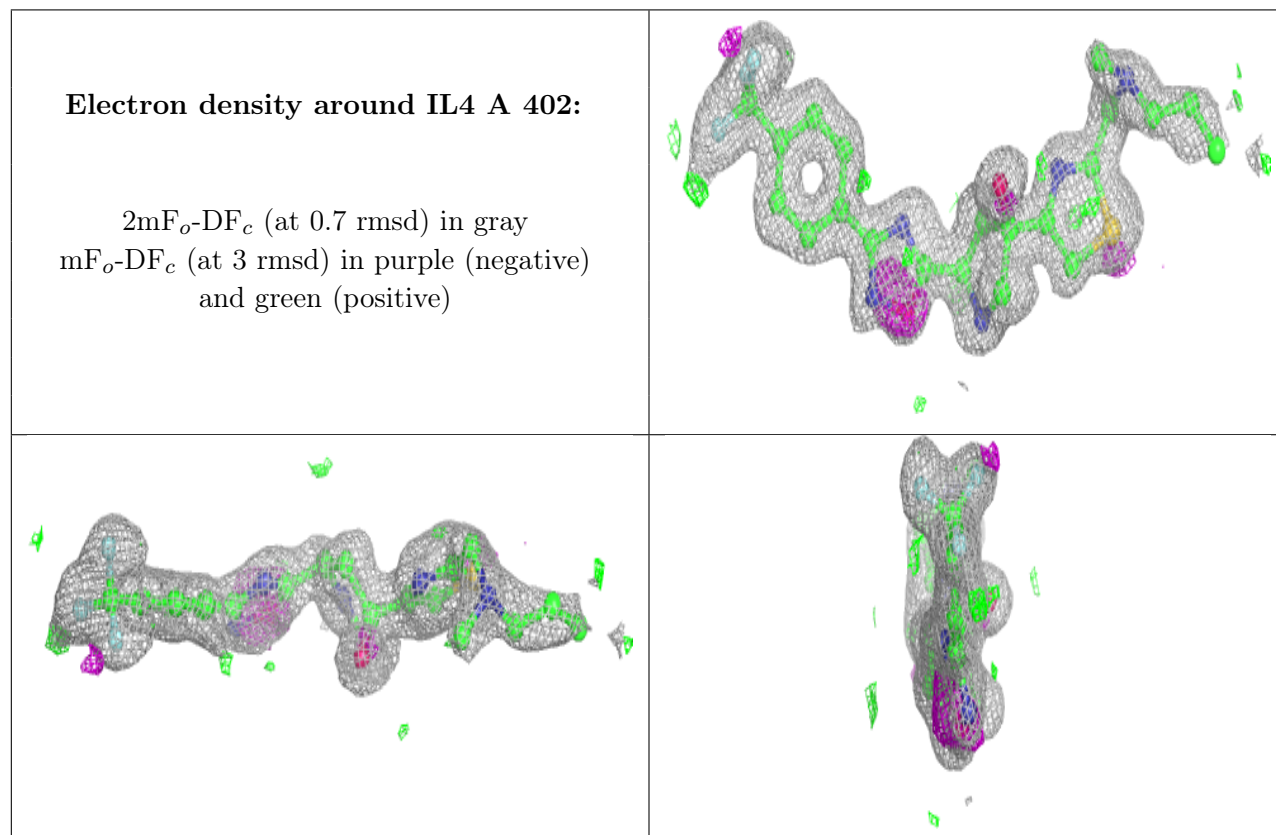 Electron density around IL4 A 402:
2mFo-DFc (at 0.7 rmsd) in gray
mFo-DFc (at 3 rmsd) in purple (negative)
and green (positive)